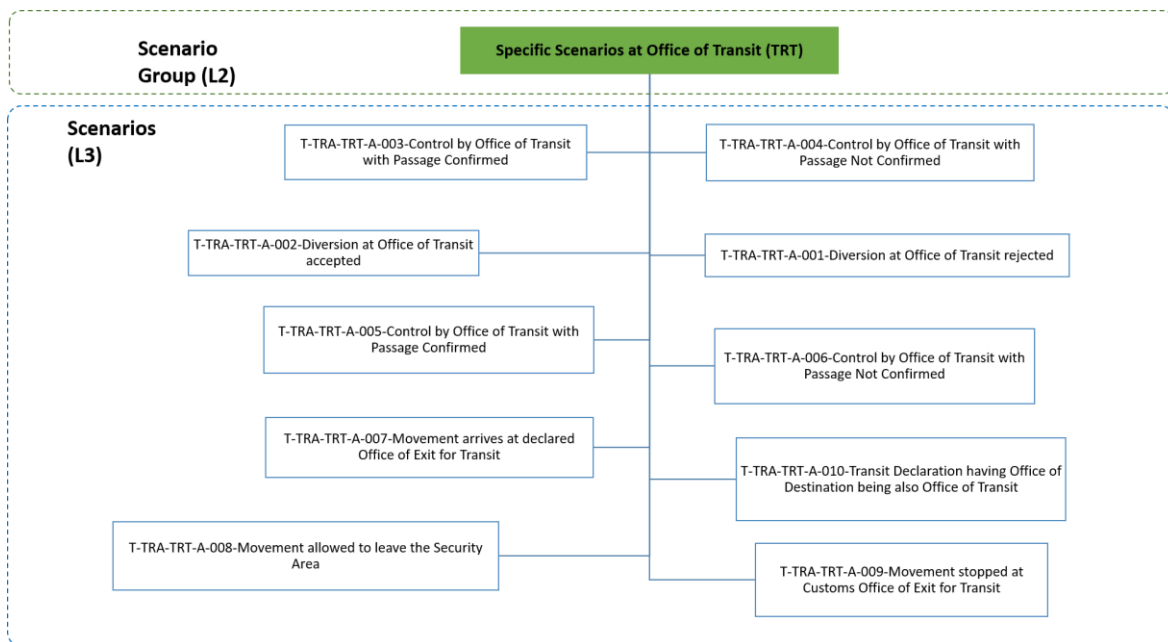 Scenario
Group (L2)
Specific Scenarios at Office of Transit (TRT)
Scenarios
(L3)
T-TRA-TRT-A-003-Control by Office of Transit
with Passage Confirmed
T-TRA-TRT-A-004-Control by Office of Transit with
Passage Not Confirmed
T-TRA-TRT-A-002-Diversion at Office of Transit
accepted
T-TRA-TRT-A-001-Diversion at Office of Transit rejected
T-TRA-TRT-A-005-Control by Office of Transit with
Passage Confirmed
T-TRA-TRT-A-006-Control by Office of Transit with
Passage Not Confirmed
T-TRA-TRT-A-007-Movement arrives at declared
Office of Exit for Transit
T-TRA-TRT-A-010-Transit Declaration having Office of
Destination being also Office of Transit
T-TRA-TRT-A-008-Movement allowed to leave the Security
Area
T-TRA-TRT-A-009-Movement stopped at
Customs Office of Exit for Transit